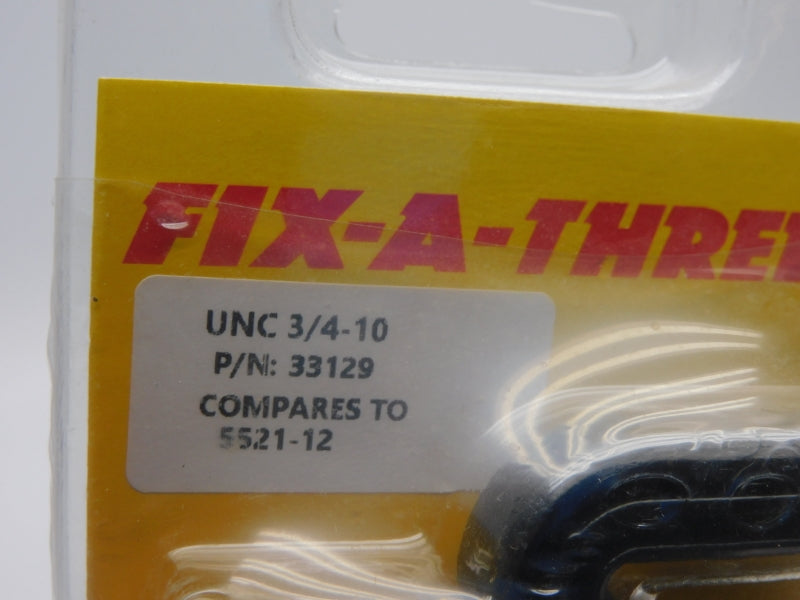 FIX-A-THRE
UNC 3/4-10
P/N: 33129
COMPARES TO
5521-12